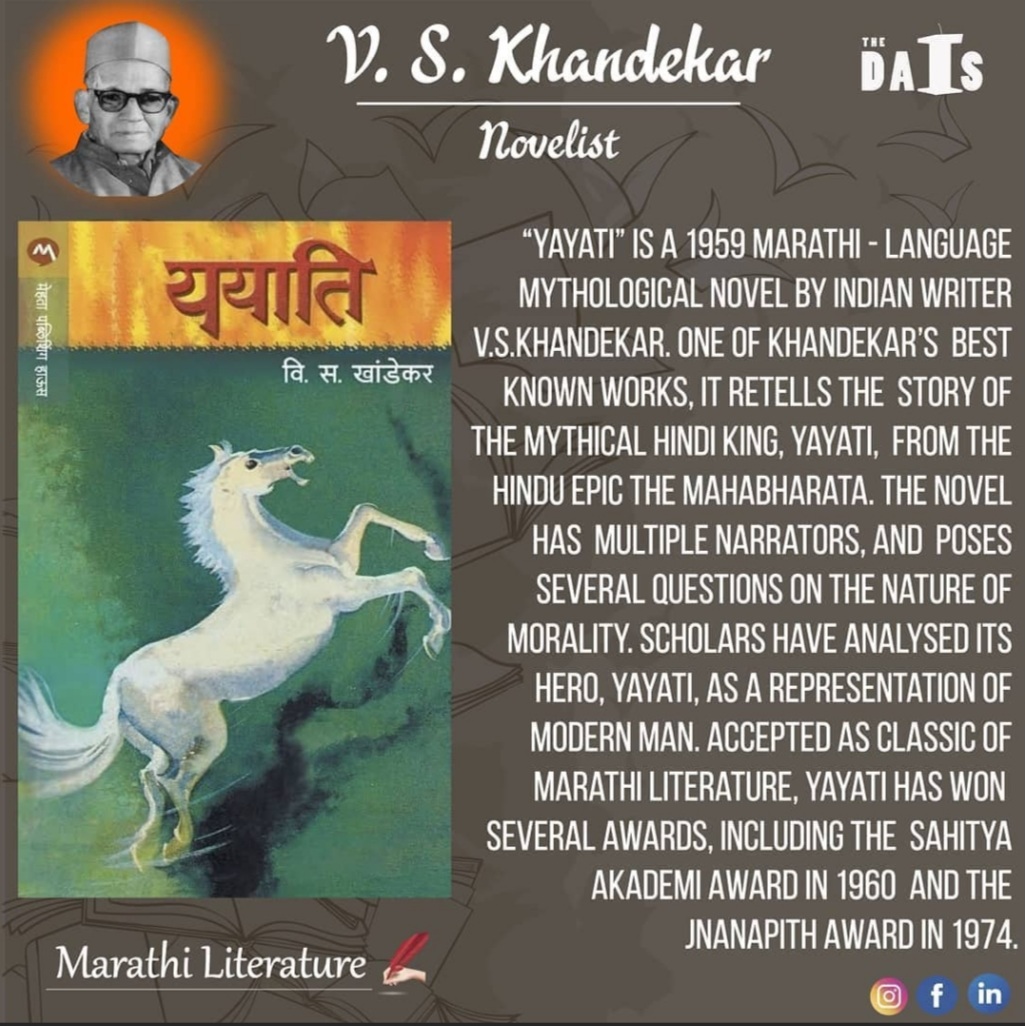 V. S. Khandekar
THE
DAIS
Novelist
ययाति
मेहता पब्लिशिंग हाऊस
वि. स. खांडेकर
“YAYATI” IS A 1959 MARATHI - LANGUAGE
MYTHOLOGICAL NOVEL BY INDIAN WRITER
V.S.KHANDEKAR. ONE OF KHANDEKAR’S BEST
KNOWN WORKS, IT RETELLS THE STORY OF
THE MYTHICAL HINDI KING, YAYATI, FROM THE
HINDU EPIC THE MAHABHARATA. THE NOVEL
HAS MULTIPLE NARRATORS, AND POSES
SEVERAL QUESTIONS ON THE NATURE OF
MORALITY. SCHOLARS HAVE ANALYSED ITS
HERO, YAYATI, AS A REPRESENTATION OF
MODERN MAN. ACCEPTED AS CLASSIC OF
MARATHI LITERATURE, YAYATI HAS WON
SEVERAL AWARDS, INCLUDING THE SAHITYA
AKADEMI AWARD IN 1960 AND THE
JNANAPITH AWARD IN 1974.
Marathi Literature